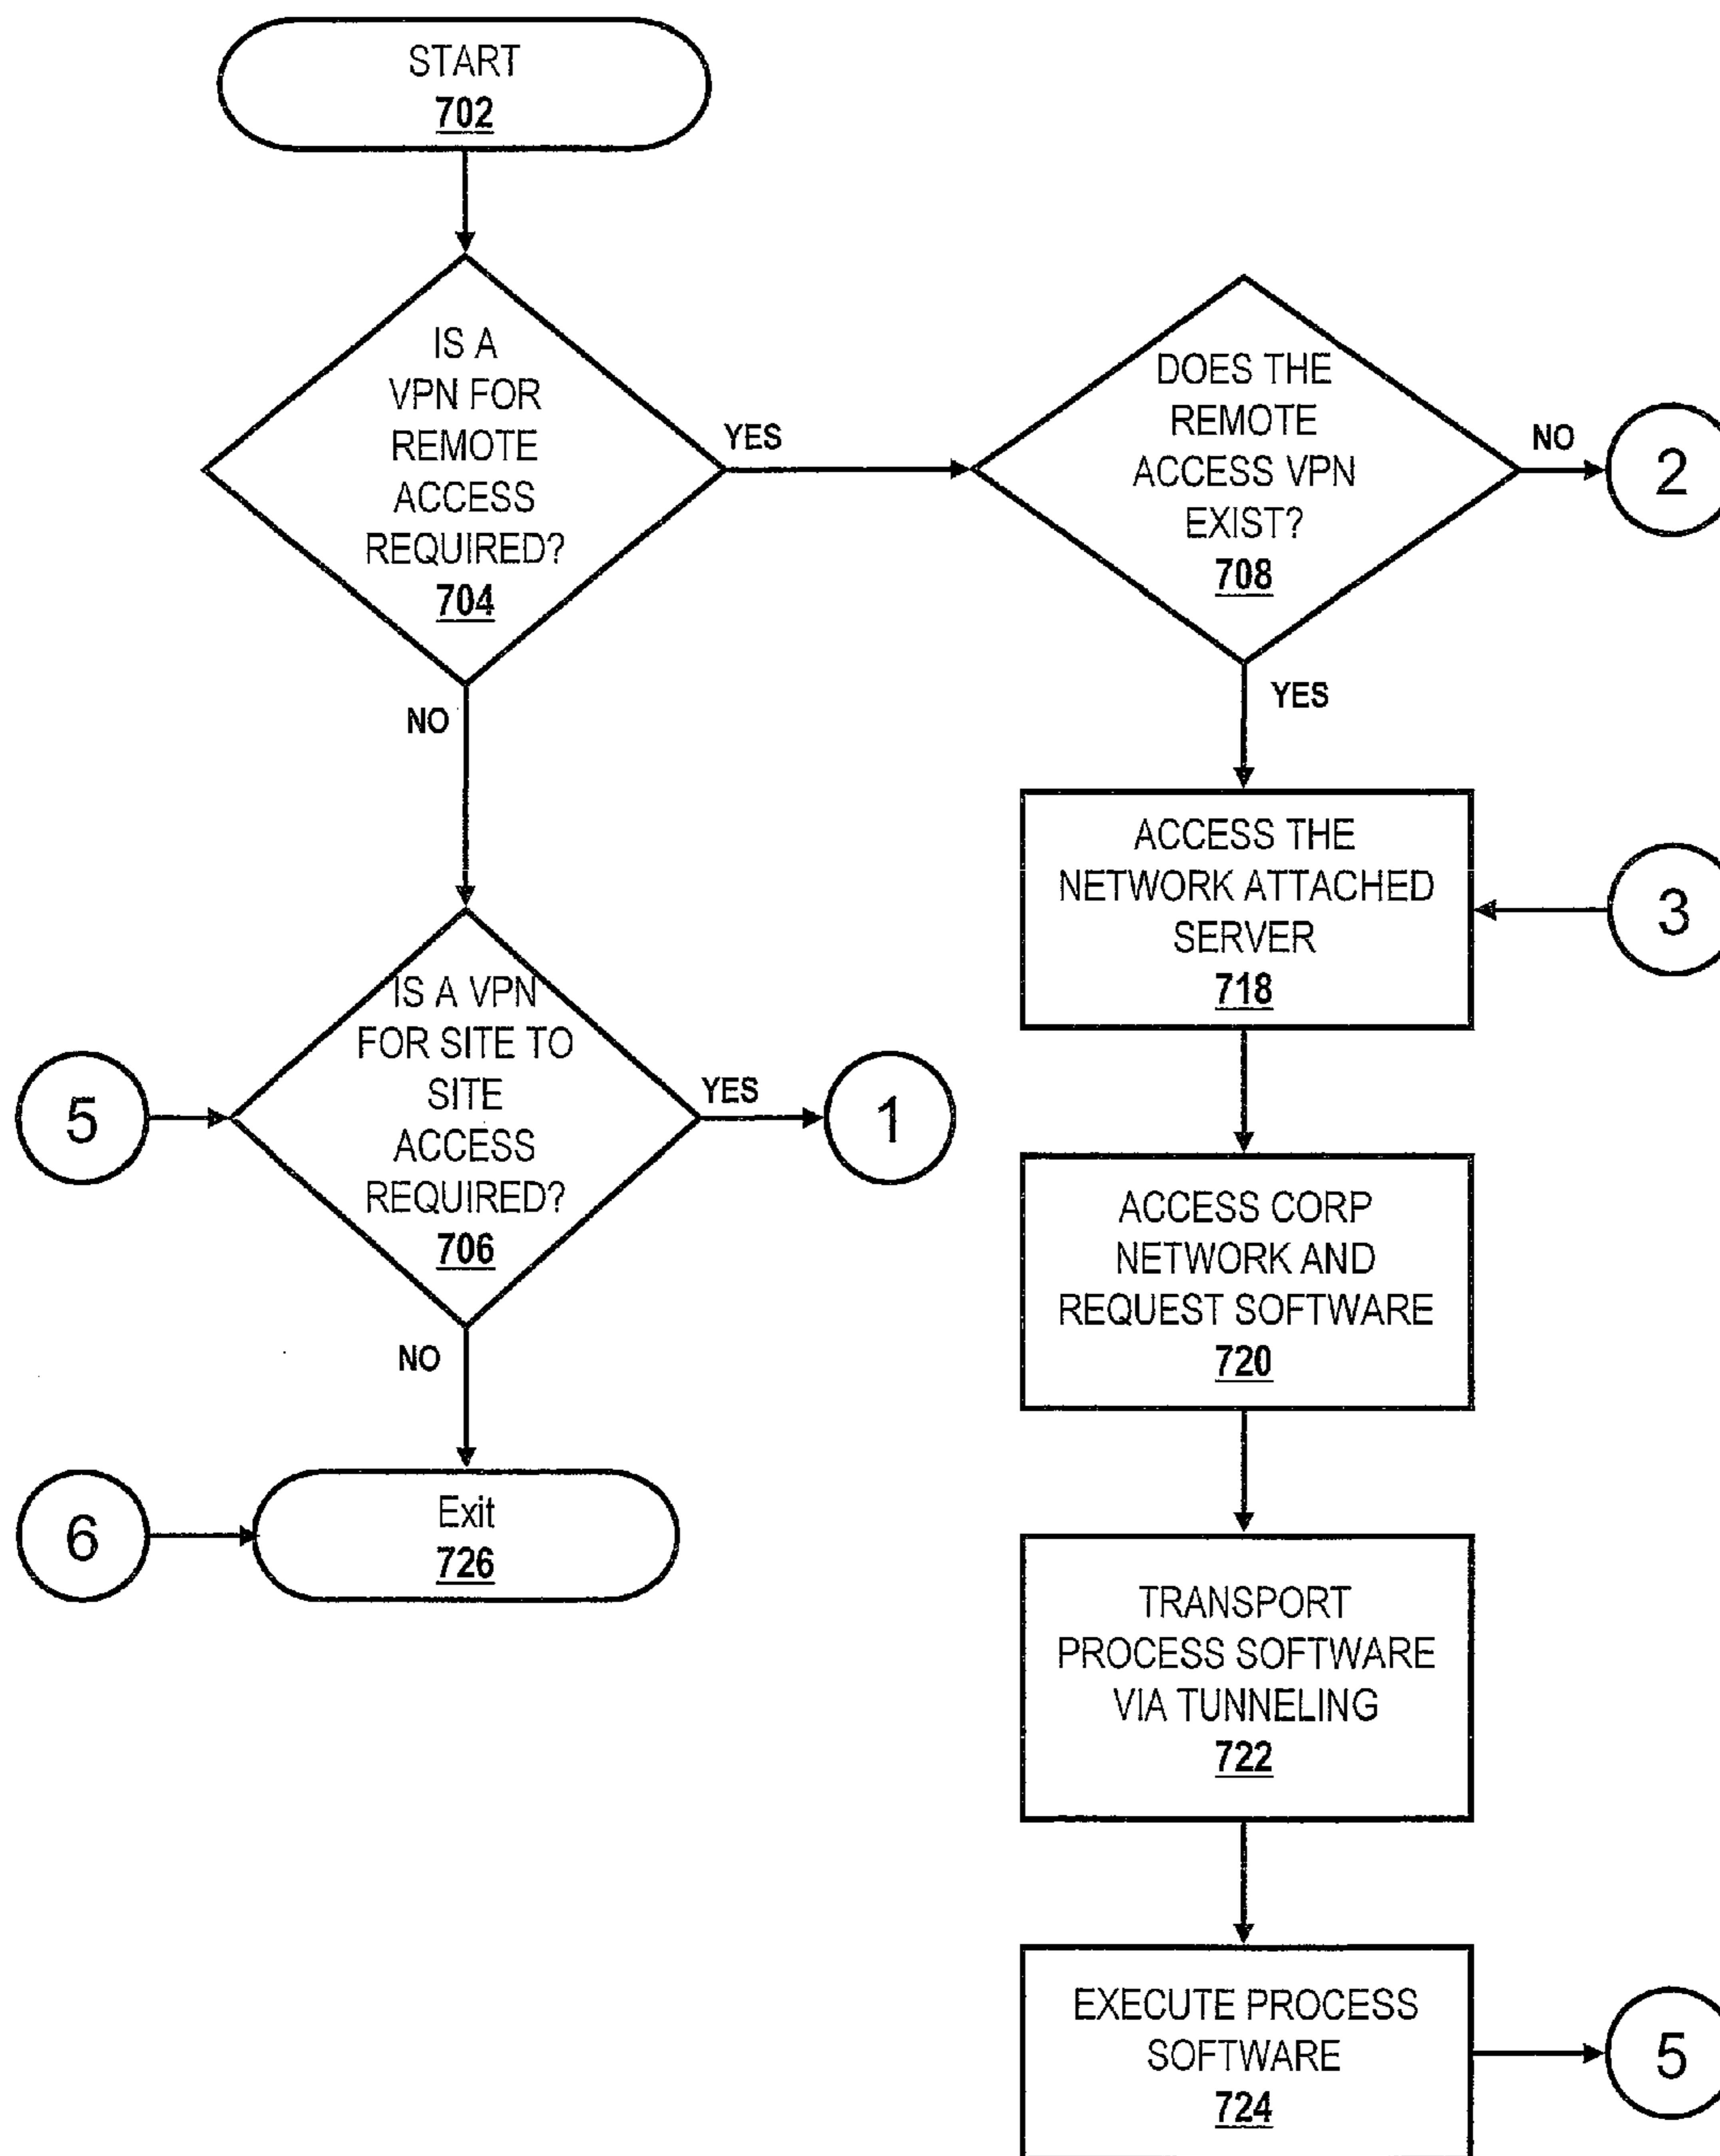 START
702
IS A
VPN FOR
REMOTE
ACCESS
REQUIRED?
704
YES
NO
DOES THE
REMOTE
ACCESS VPN
EXIST?
708
NO
2
YES
ACCESS THE
NETWORK ATTACHED
SERVER
718
3
5
IS A VPN
FOR SITE TO
SITE
ACCESS
REQUIRED?
706
YES
1
NO
ACCESS CORP
NETWORK AND
REQUEST SOFTWARE
720
6
Exit
726
TRANSPORT
PROCESS SOFTWARE
VIA TUNNELING
722
EXECUTE PROCESS
SOFTWARE
724
5